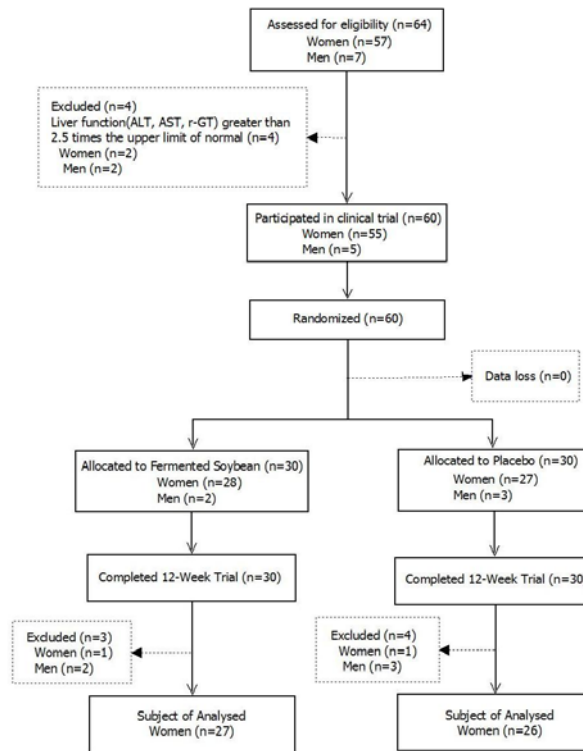 Assessed for eligibility (n=64)
Women (n=57)
Men (n=7)
Excluded (n=4)
Liver function(ALT, AST, r-GT) greater than
2.5 times the upper limit of normal (n=4)
Women (n=2)
Men (n=2)
Participated in clinical trial (n=60)
Women (n=55)
Men (n=5)
Randomized (n=60)
Data loss (n=0)
Allocated to Fermented Soybean (n=30)
Women (n=28)
Men (n=2)
Allocated to Placebo (n=30)
Women (n=27)
Men (n=3)
Completed 12-Week Trial (n=30)
Completed 12-Week Trial (n=30
Excluded (n=3)
Women (n=1)
Men (n=2)
Excluded (n=4)
Women (n=1)
Men (n=3)
Subject of Analysed
Women (n=27)
Subject of Analysed
Women (n=26)